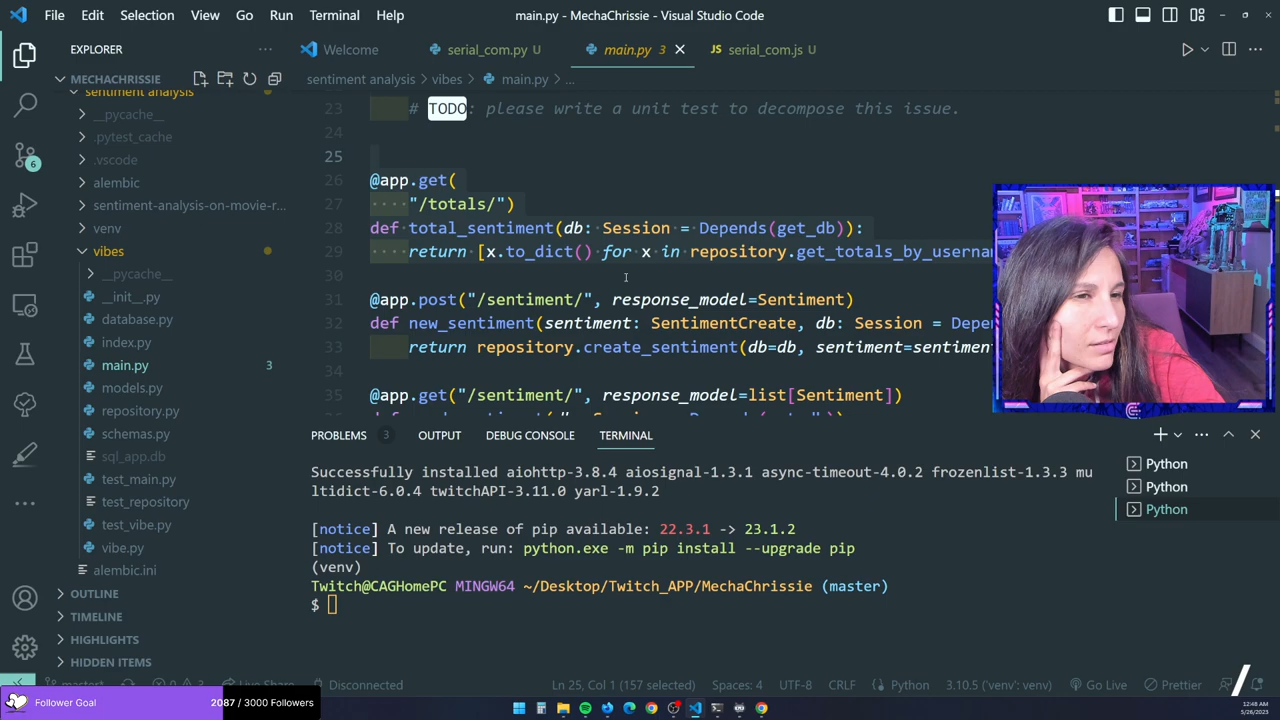 File Edit Selection View Go Run Terminal Help
main.py - MechaChrissie - Visual Studio Code
EXPLORER
MECHACHRISSIE
sentiment analysis
__pycache__
.pytest_cache
.vscode
alembic
sentiment-analysis-on-movie-r...
venv
vibes
__pycache__
__init__.py
database.py
index.py
main.py 3
models.py
repository.py
schemas.py
sql_app.db
test_main.py
test_repository
test_vibe.py
vibe.py
alembic.ini
OUTLINE
TIMELINE
HIGHLIGHTS
HIDDEN ITEMS
6
Welcome
serial_com.py U
main.py 3
serial_com.js U
sentiment analysis > vibes > main.py > ...
23 # TODO: please write a unit test to decompose this issue.
24
25
26 @app.get(
27 "/totals/")
28 def total_sentiment(db: Session = Depends(get_db)):
29 return [x.to_dict() for x in repository.get_totals_by_userna
30
31 @app.post("/sentiment/", response_model=Sentiment)
32 def new_sentiment(sentiment: SentimentCreate, db: Session = Depe
33 return repository.create_sentiment(db=db, sentiment=sentimen
34
35 @app.get("/sentiment/", response_model=list[Sentiment])
PROBLEMS 3 OUTPUT DEBUG CONSOLE TERMINAL
Successfully installed aiohttp-3.8.4 aiosignal-1.3.1 async-timeout-4.0.2 frozenlist-1.3.3 mu
ltidict-6.0.4 twitchAPI-3.11.0 yarl-1.9.2
[notice] A new release of pip available: 22.3.1 -> 23.1.2
[notice] To update, run: python.exe -m pip install --upgrade pip
(venv)
Twitch@CAGHomePC MINGW64 ~/Desktop/Twitch_APP/MechaChrissie (master)
$
Python
Python
Python
Disconnected
Ln 25, Col 1 (157 selected) Spaces: 4 UTF-8 CRLF Python 3.10.5 ('venv': venv) Go Live Prettier
Follower Goal 2087 / 3000 Followers
12:48 AM
5/26/2023